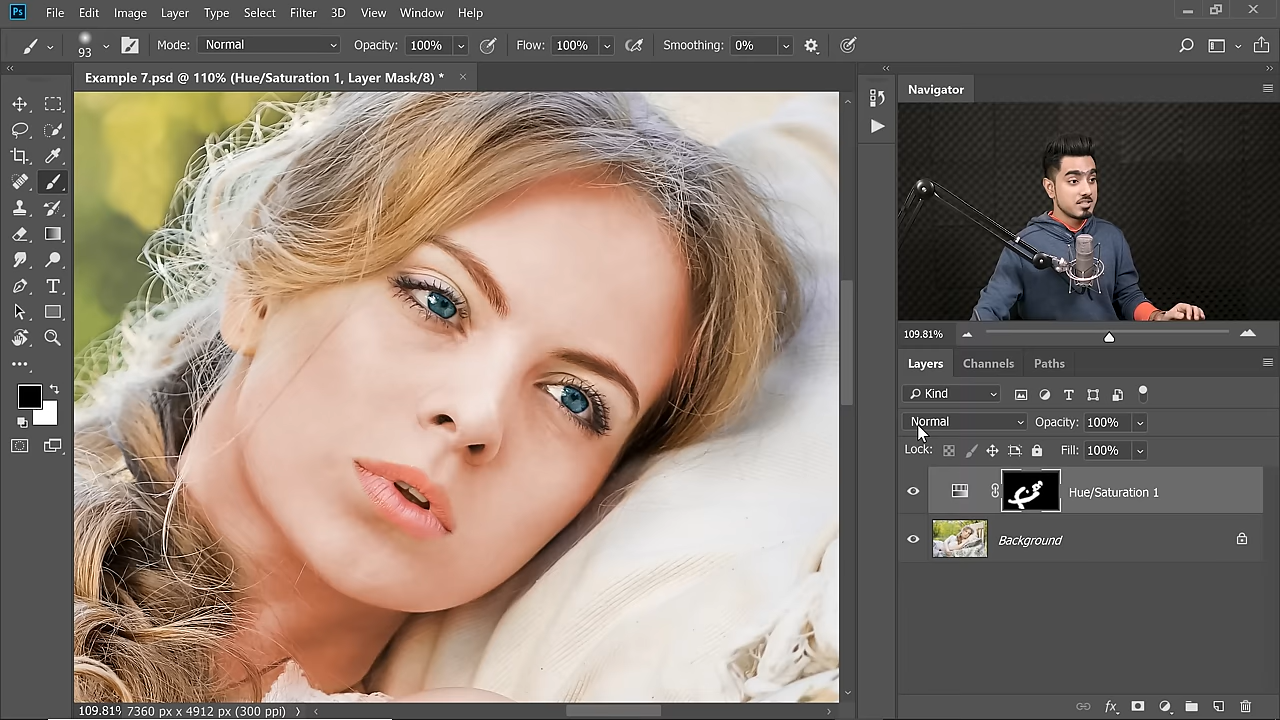 Ps File Edit Image Layer Type Select Filter 3D View Window Help
93 Mode: Normal Opacity: 100% Flow: 100% Smoothing: 0%
Example 7.psd @ 110% (Hue/Saturation 1, Layer Mask/8) *
Navigator
109.81%
Layers Channels Paths
Kind
Normal Opacity: 100%
Lock: Fill: 100%
Hue/Saturation 1
Background
109.81% 7360 px x 4912 px (300 ppi)